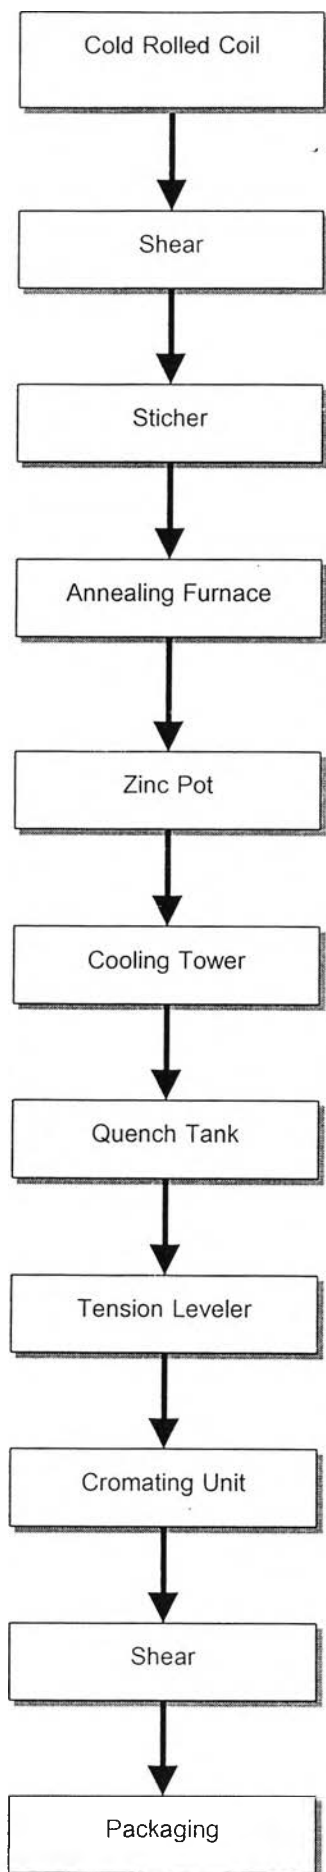 Cold Rolled Coil
Shear
Sticher
Annealing Furnace
Zinc Pot
Cooling Tower
Quench Tank
Tension Leveler
Cromating Unit
Shear
Packaging